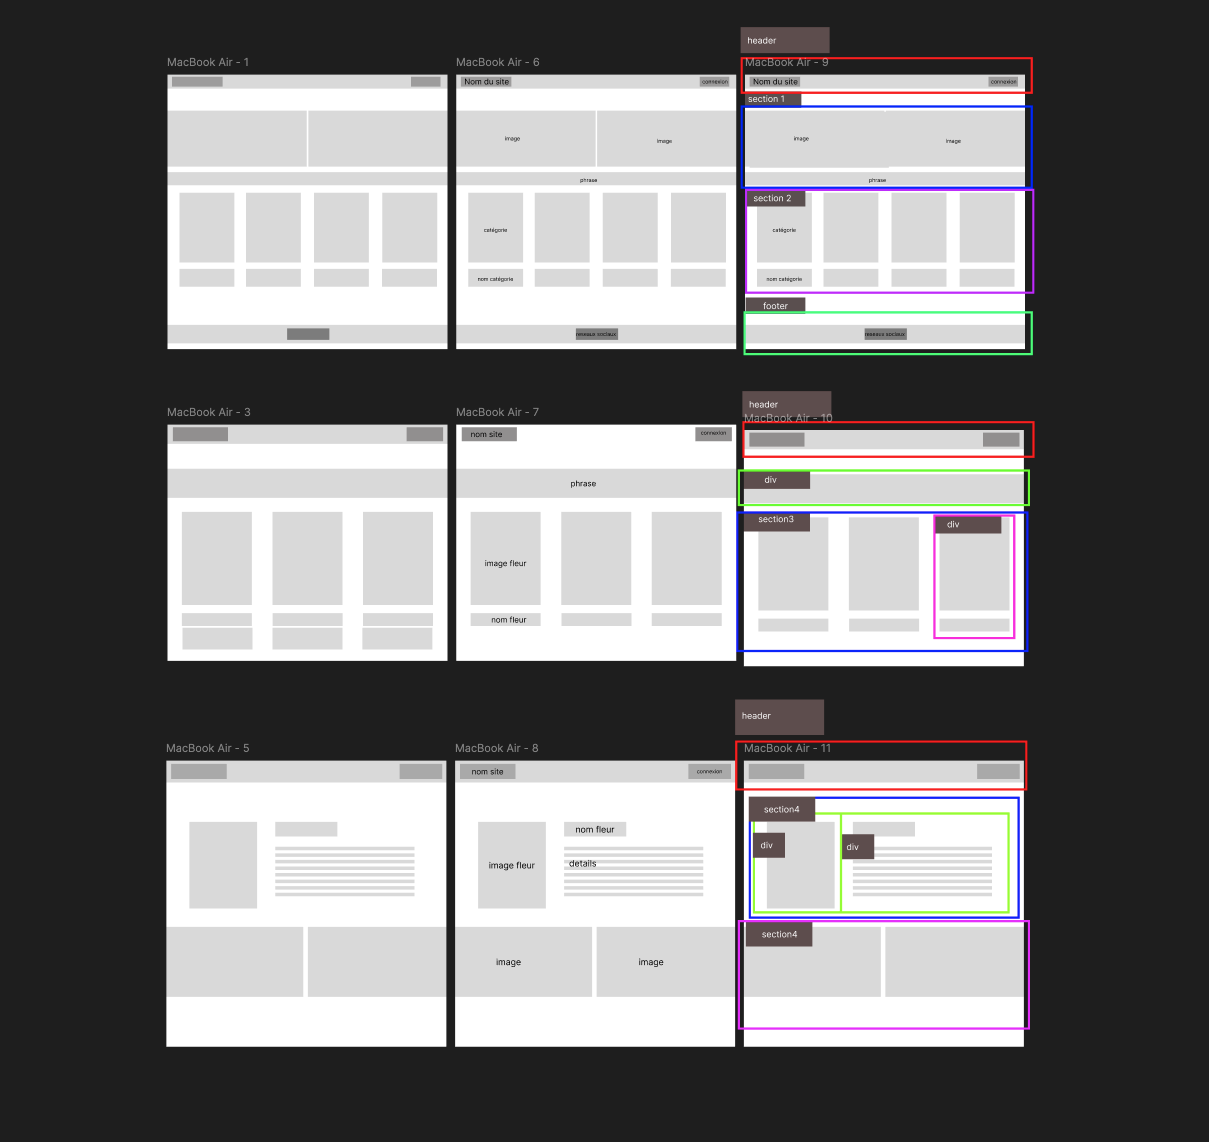 header
MacBook Air - 1
MacBook Air - 6
MacBook Air - 9
Nom du site
connexion
Nom du site
connexion
section 1
image
image
image
image
phrase
phrase
section 2
catégorie
catégorie
nom catégorie
nom catégorie
footer
reseaux sociaux
reseaux sociaux
header
MacBook Air - 3
MacBook Air - 7
MacBook Air - 10
nom site
connexion
phrase
div
section3
div
image fleur
nom fleur
header
MacBook Air - 5
MacBook Air - 8
MacBook Air - 11
nom site
connexion
section4
nom fleur
div
div
image fleur
details
section4
image
image